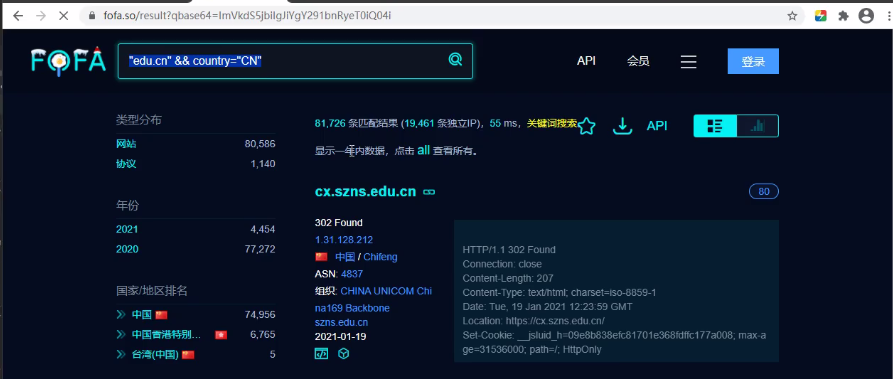 fofa.so/result?qbase64=ImVkdS5jbiIgJiYgY291bnRyeT0iQ04i
FOFA
"edu.cn" && country="CN"
API
会员
登录
类型分布
网站 80,586
协议 1,140
年份
2021 4,454
2020 77,272
国家/地区排名
中国 74,956
中国香港特别... 6,765
台湾(中国) 5
81,726 条匹配结果 (19,461 条独立IP)，55 ms，关键词搜索
API
显示一年内数据，点击 all 查看所有。
cx.szns.edu.cn
80
302 Found
1.31.128.212
中国 / Chifeng
ASN: 4837
组织: CHINA UNICOM Chi
na169 Backbone
szns.edu.cn
2021-01-19
HTTP/1.1 302 Found
Connection: close
Content-Length: 207
Content-Type: text/html; charset=iso-8859-1
Date: Tue, 19 Jan 2021 12:23:59 GMT
Location: https://cx.szns.edu.cn/
Set-Cookie: __jsluid_h=09e8b838efc81701e368fdffc177a008; max-a
ge=31536000; path=/; HttpOnly